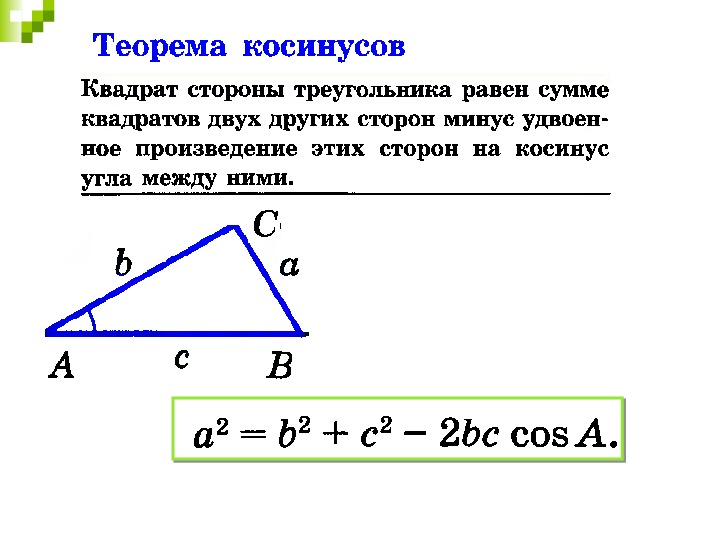 Теорема косинусов
Квадрат стороны треугольника равен сумме
квадратов двух других сторон минус удвоен-
ное произведение этих сторон на косинус
угла между ними.
C
b
a
A
c
B
a² = b² + c² − 2bc cos A.